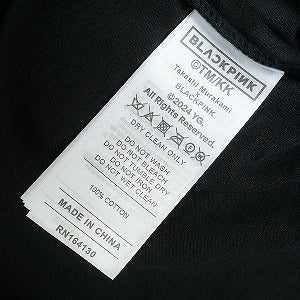 BLACKPINK
©TM/KK
Takashi Murakami
x
BLACKPINK
©2024 YG.
All Rights Reserved.
DRY CLEAN ONLY
DO NOT WASH
DO NOT BLEACH
DO NOT TUMBLE DRY
DO NOT IRON
DO NOT WET CLEAN
100% COTTON
MADE IN CHINA
RN164130